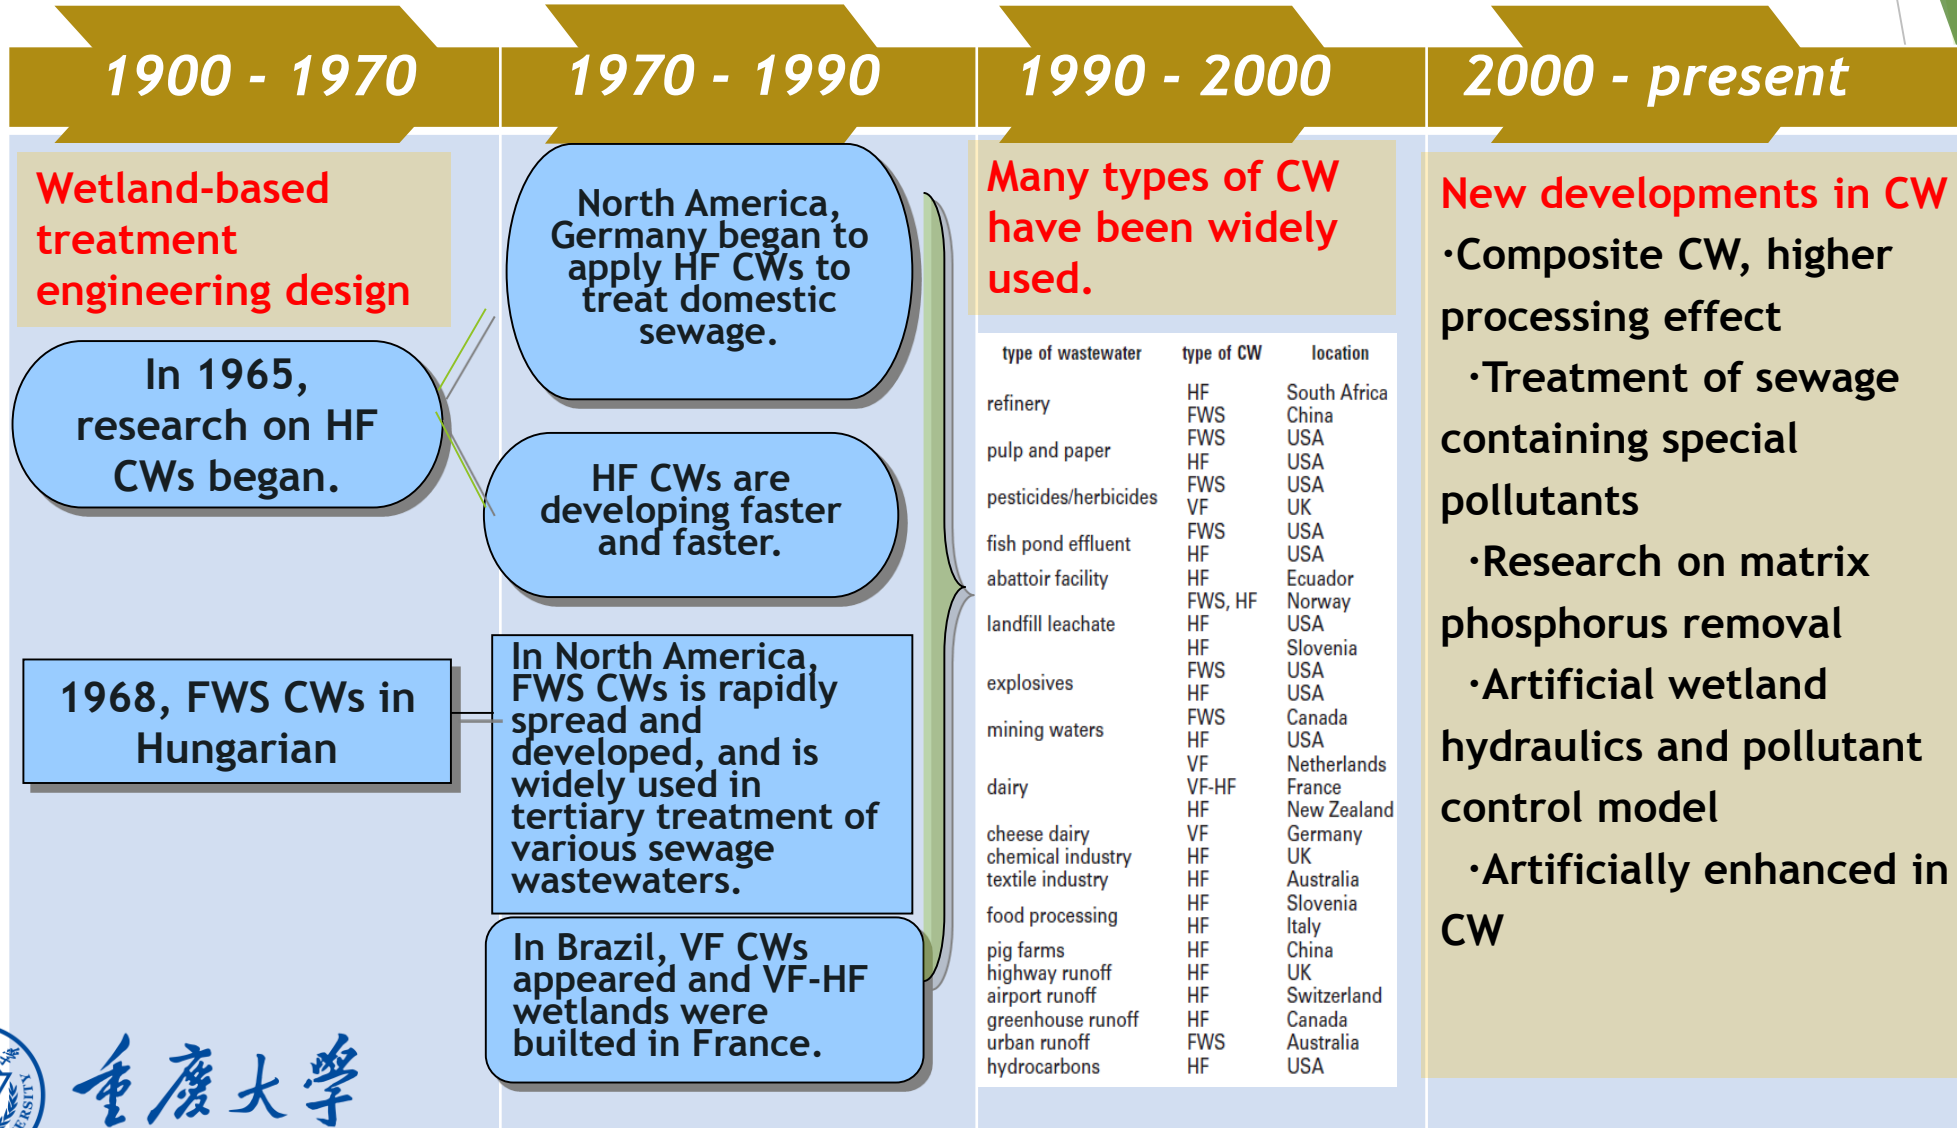 1900 - 1970
1970 - 1990
1990 - 2000
2000 - present
Wetland-based
treatment
engineering design
In 1965,
research on HF
CWs began.
1968, FWS CWs in
Hungarian
North America,
Germany began to
apply HF CWs to
treat domestic
sewage.
HF CWs are
developing faster
and faster.
In North America,
FWS CWs is rapidly
spread and
developed, and is
widely used in
tertiary treatment of
various sewage
wastewaters.
In Brazil, VF CWs
appeared and VF-HF
wetlands were
builted in France.
Many types of CW
have been widely
used.
type of wastewater type of CW location
refinery HF South Africa
FWS China
pulp and paper FWS USA
HF USA
pesticides/herbicides FWS USA
VF UK
fish pond effluent FWS USA
HF USA
abattoir facility HF Ecuador
FWS, HF Norway
landfill leachate HF USA
HF Slovenia
explosives FWS USA
HF USA
mining waters FWS Canada
HF USA
VF Netherlands
dairy VF-HF France
HF New Zealand
cheese dairy VF Germany
chemical industry HF UK
textile industry HF Australia
food processing HF Slovenia
HF Italy
pig farms HF China
highway runoff HF UK
airport runoff HF Switzerland
greenhouse runoff HF Canada
urban runoff FWS Australia
hydrocarbons HF USA
New developments in CW
·Composite CW, higher
processing effect
·Treatment of sewage
containing special
pollutants
·Research on matrix
phosphorus removal
·Artificial wetland
hydraulics and pollutant
control model
·Artificially enhanced in
CW
重慶大學